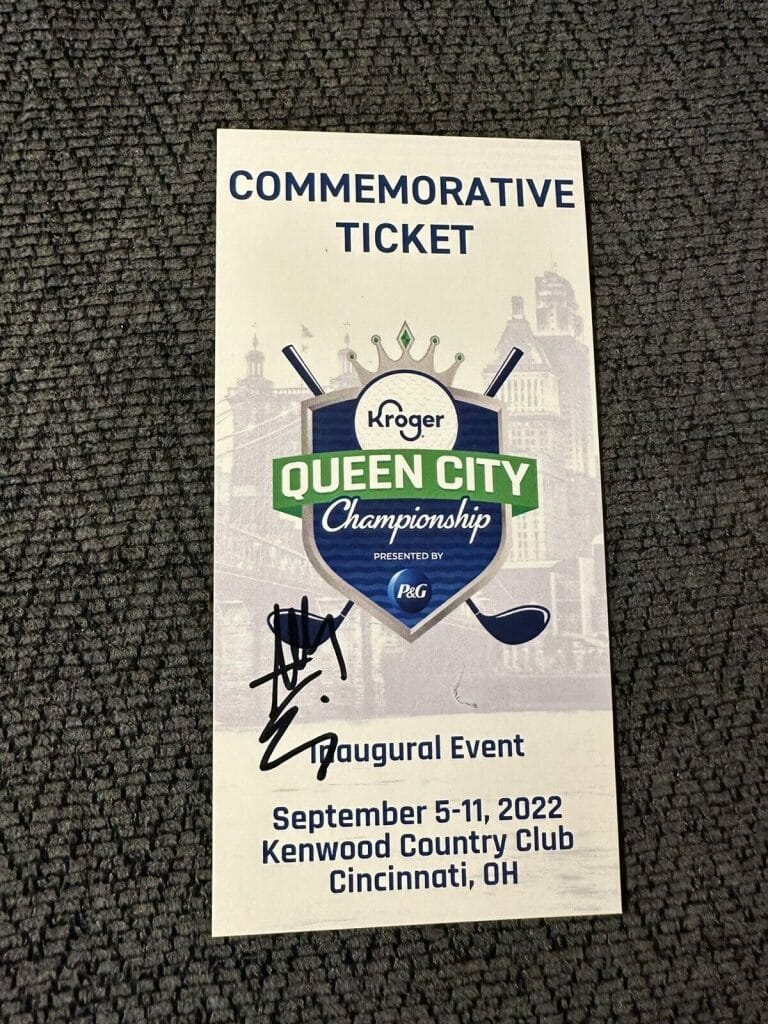 COMMEMORATIVE
TICKET
Kroger
QUEEN CITY
Championship
PRESENTED BY
P&G
Inaugural Event
September 5-11, 2022
Kenwood Country Club
Cincinnati, OH